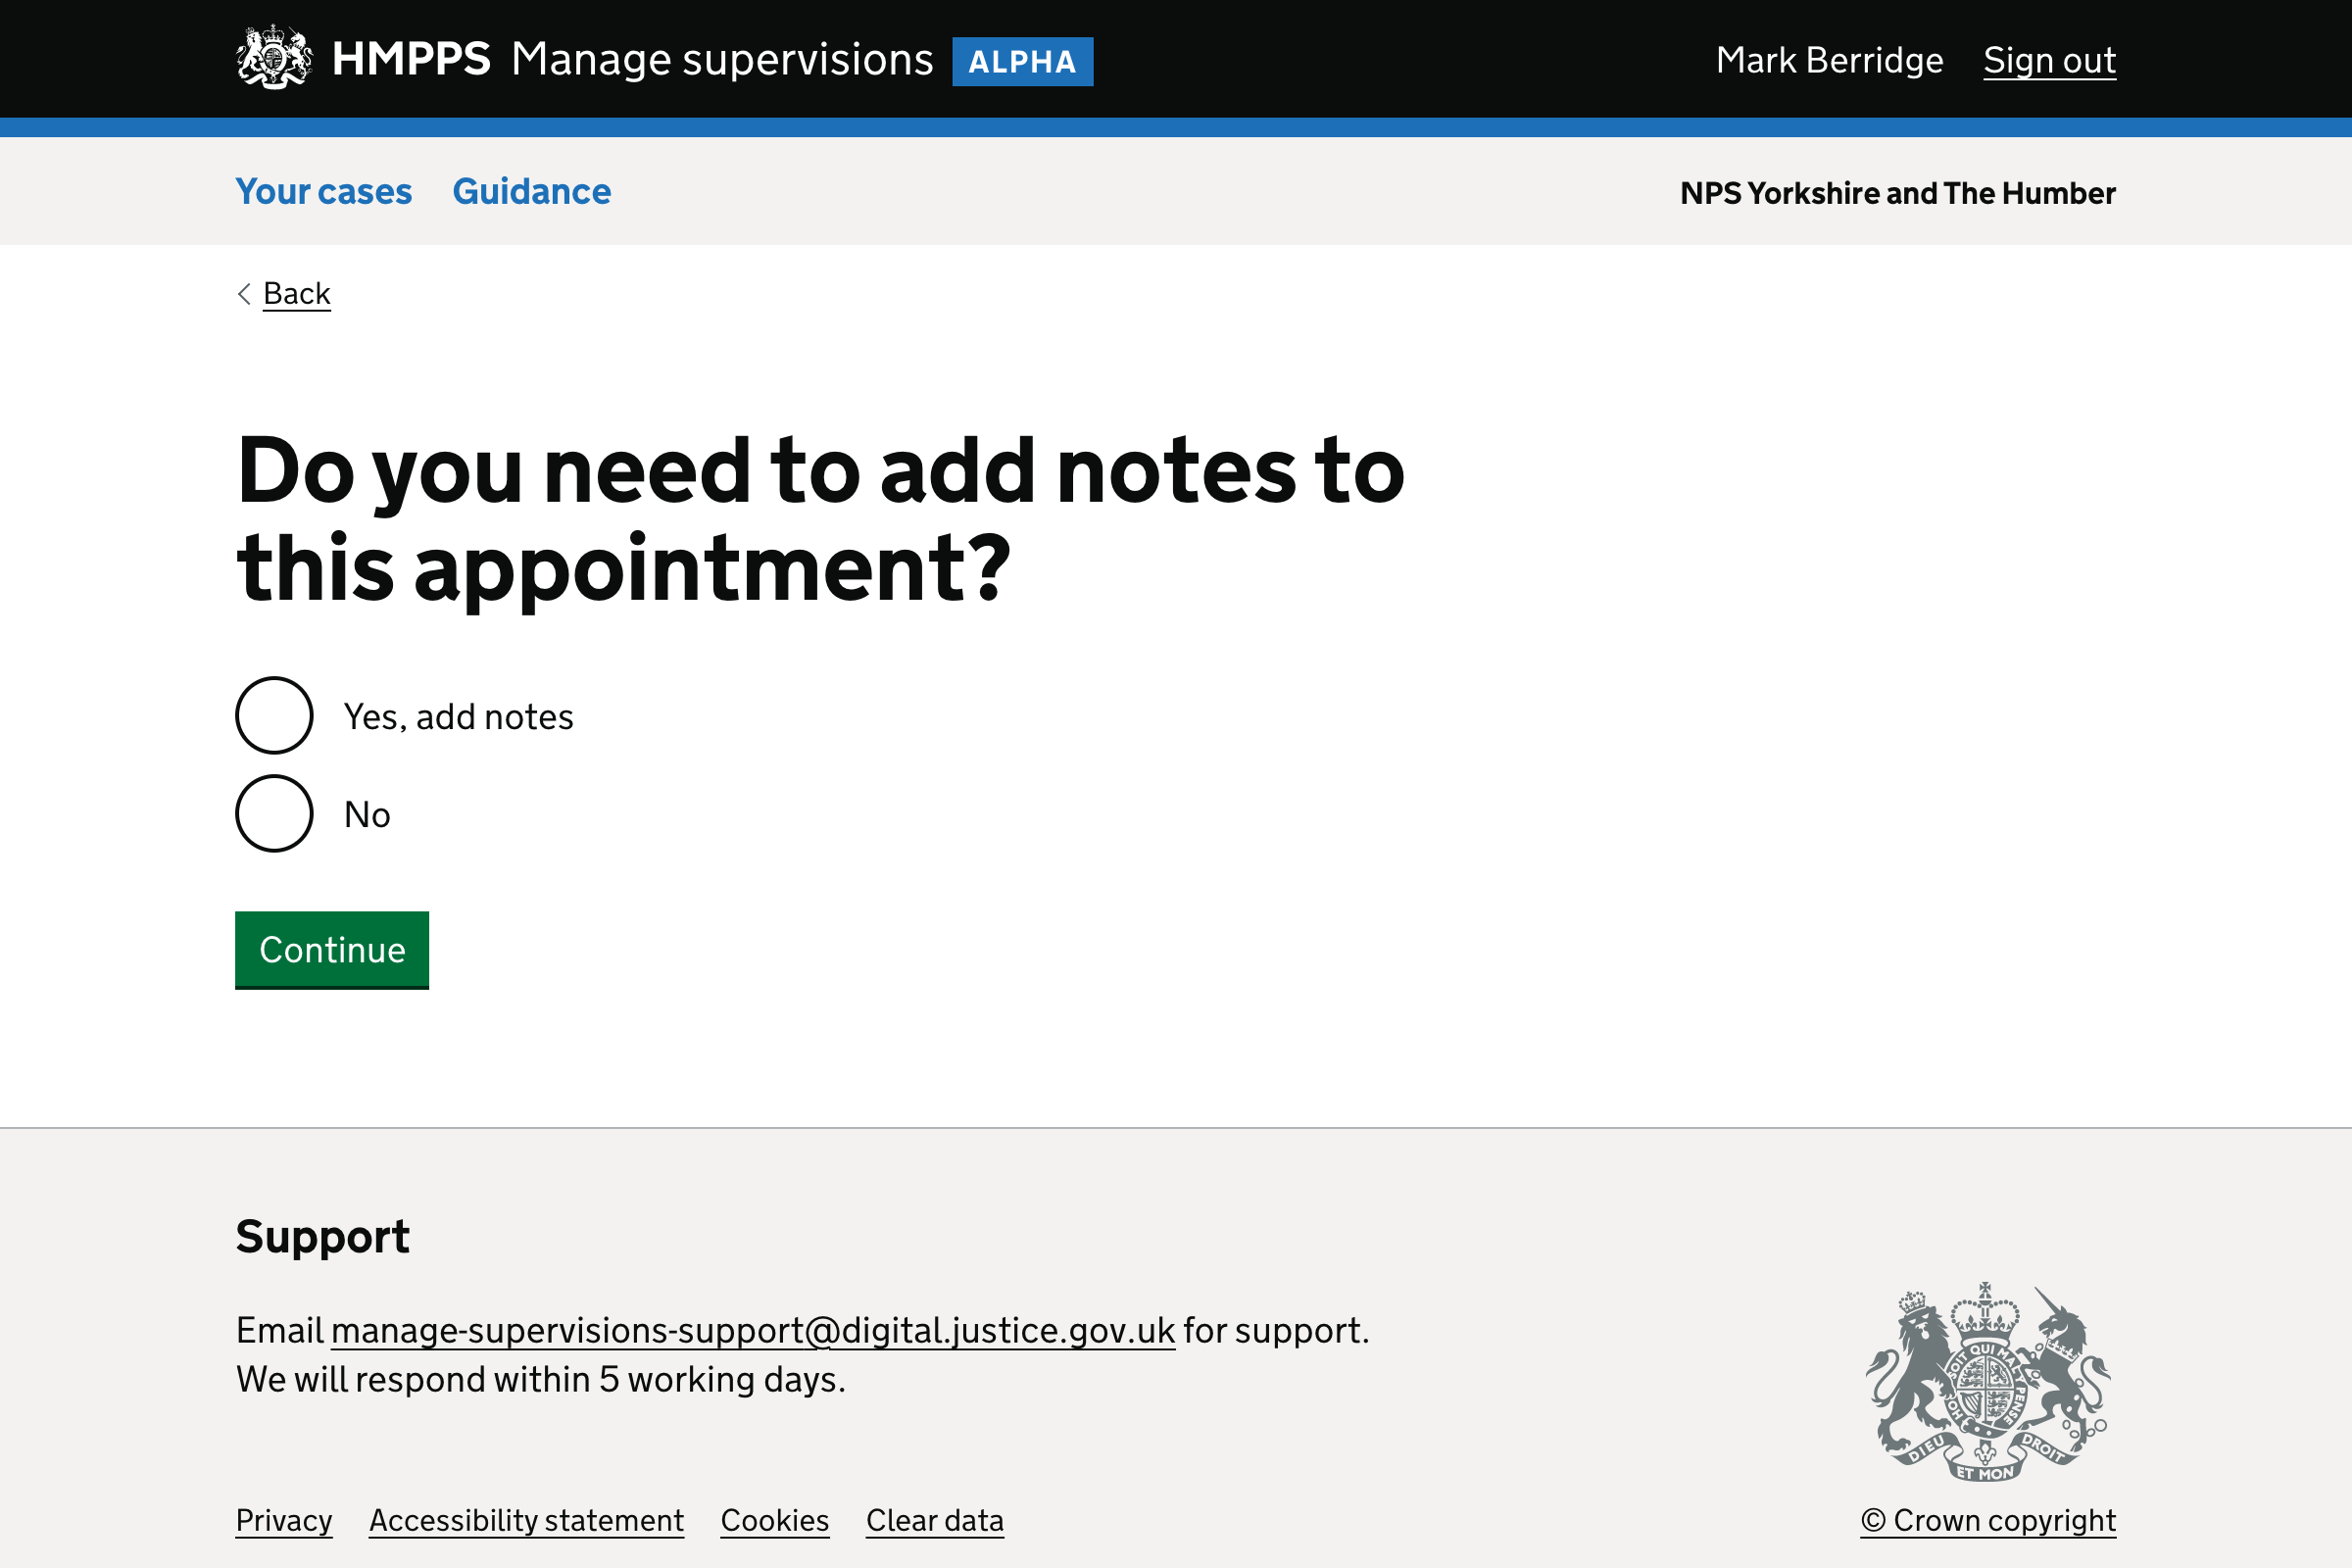 HMPPS Manage supervisions ALPHA
Mark Berridge Sign out
Your cases Guidance
NPS Yorkshire and The Humber
Back
Do you need to add notes to
this appointment?
Yes, add notes
No
Continue
Support
Email manage-supervisions-support@digital.justice.gov.uk for support.
We will respond within 5 working days.
DIEU ET MON DROIT
Privacy Accessibility statement Cookies Clear data
© Crown copyright